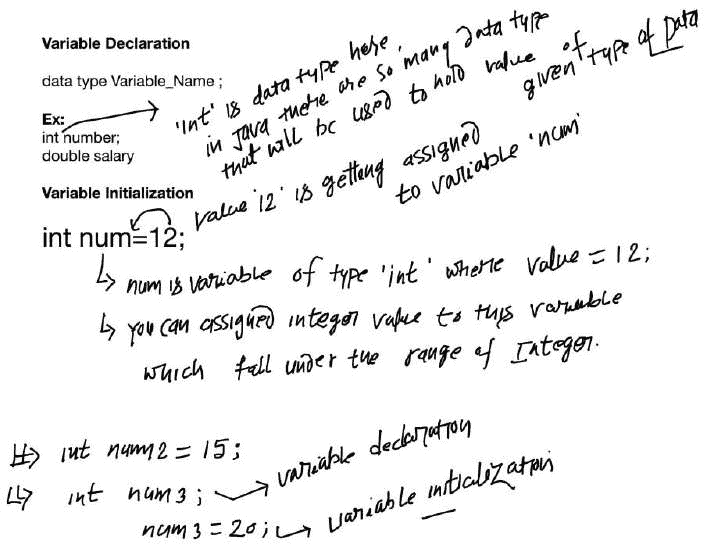 Variable Declaration
data type Variable_Name ;
Ex:
int number;
double salary
'int' is data type here,
in Java there are so many data type
that will be used to hold value of
given type of Data
Variable Initialization
int num=12;
value '12' is getting assigned
to variable 'num'
num is variable of type 'int' where value = 12;
you can assigned integer value to this variable
which fall under the range of Integer.
int num2 = 15;
int num3; → variable declaration
num3 = 20; → variable initialization